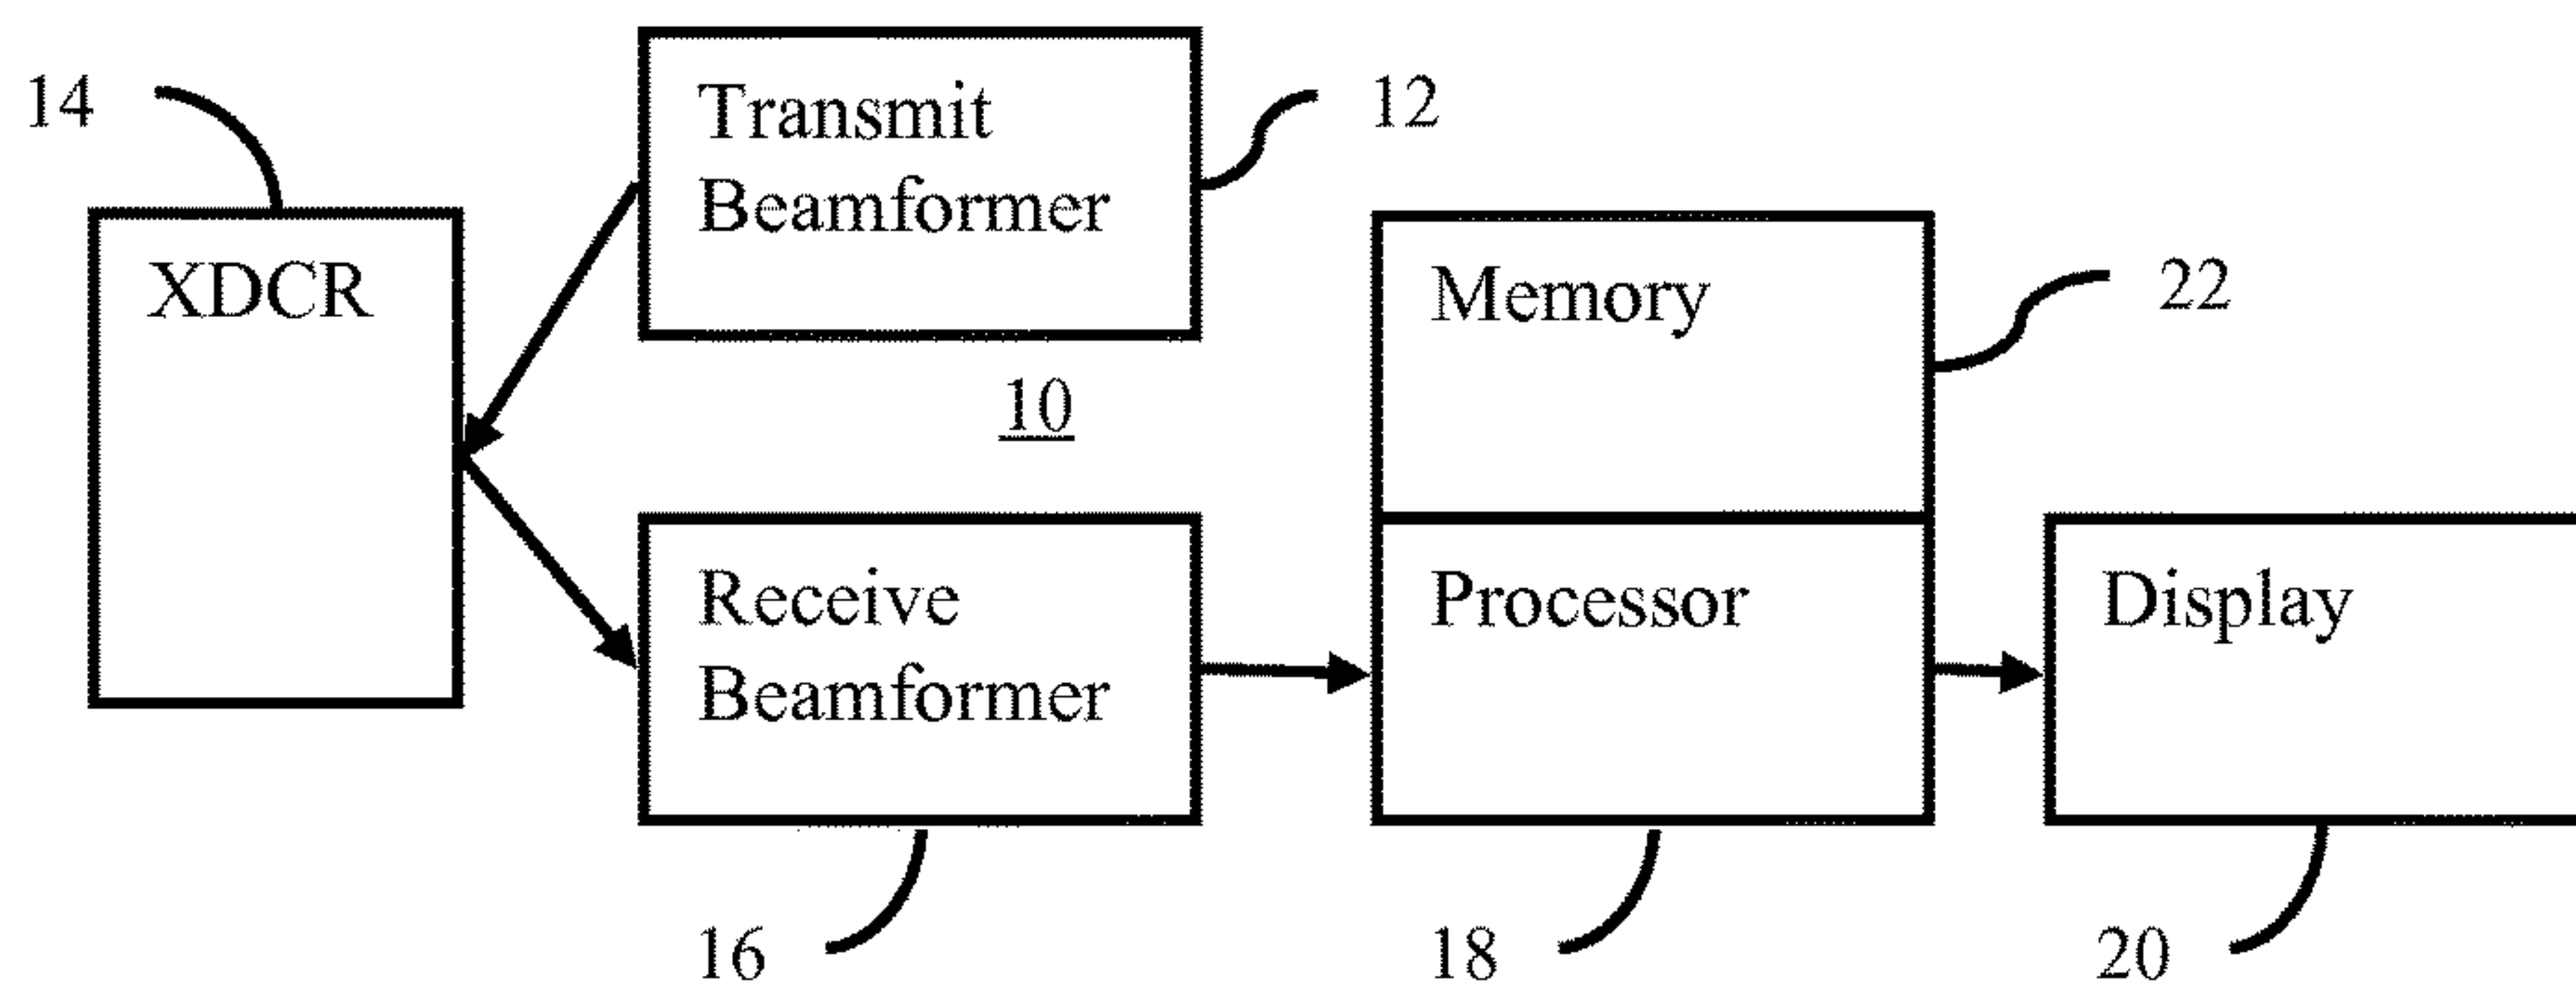 14
Transmit
Beamformer
12
XDCR
Memory
22
10
Receive
Beamformer
Processor
Display
16
18
20